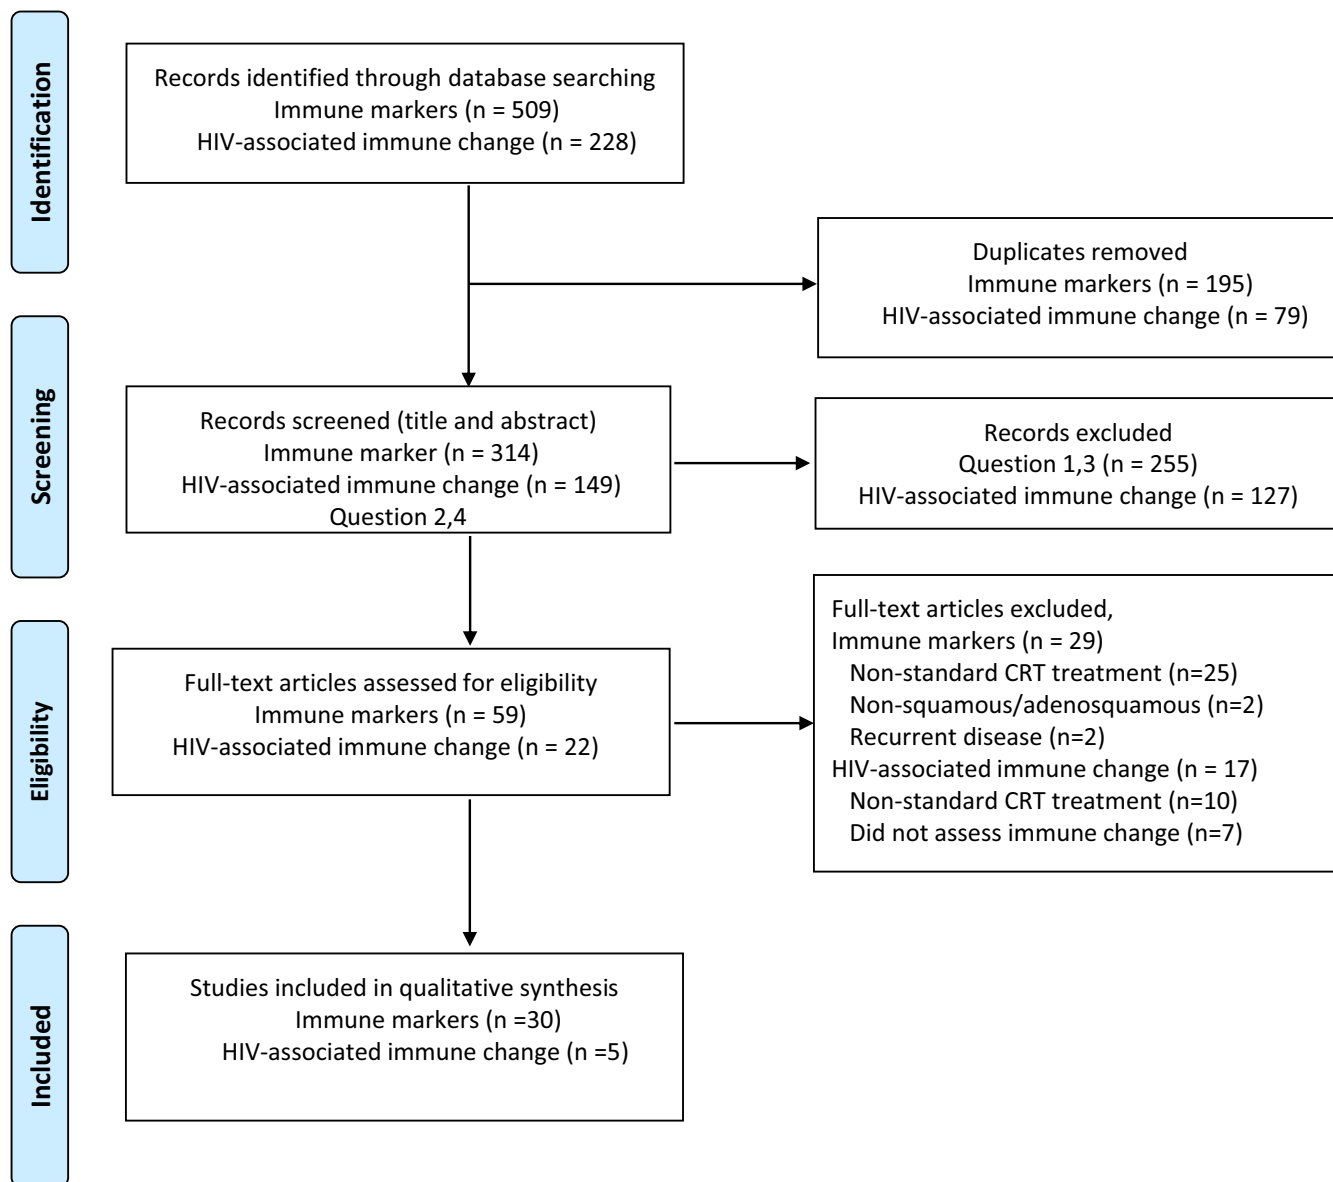 Identification
Records identified through database searching
Immune markers (n = 509)
HIV-associated immune change (n = 228)
Duplicates removed
Immune markers (n = 195)
HIV-associated immune change (n = 79)
Screening
Records screened (title and abstract)
Immune marker (n = 314)
HIV-associated immune change (n = 149)
Question 2,4
Records excluded
Question 1,3 (n = 255)
HIV-associated immune change (n = 127)
Eligibility
Full-text articles assessed for eligibility
Immune markers (n = 59)
HIV-associated immune change (n = 22)
Full-text articles excluded,
Immune markers (n = 29)
Non-standard CRT treatment (n=25)
Non-squamous/adenosquamous (n=2)
Recurrent disease (n=2)
HIV-associated immune change (n = 17)
Non-standard CRT treatment (n=10)
Did not assess immune change (n=7)
Included
Studies included in qualitative synthesis
Immune markers (n =30)
HIV-associated immune change (n =5)